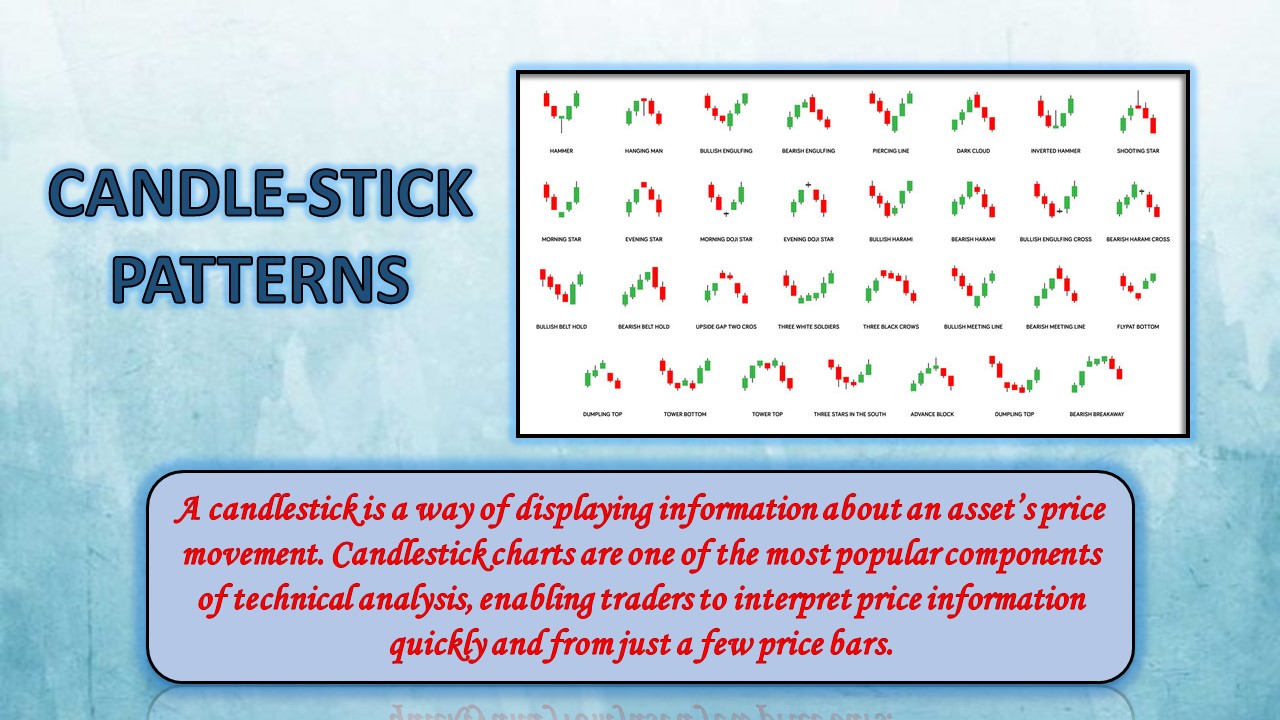 CANDLE-STICK
PATTERNS
HAMMER HANGING MAN BULLISH ENGULFING BEARISH ENGULFING PIERCING LINE DARK CLOUD INVERTED HAMMER SHOOTING STAR
MORNING STAR EVENING STAR MORNING DOJI STAR EVENING DOJI STAR BULLISH HARAMI BEARISH HARAMI BULLISH ENGULFING CROSS BEARISH HARAMI CROSS
BULLISH BELT HOLD BEARISH BELT HOLD UPSIDE GAP TWO CROS THREE WHITE SOLDIERS THREE BLACK CROWS BULLISH MEETING LINE BEARISH MEETING LINE FLYPAT BOTTOM
DUMPLING TOP TOWER BOTTOM TOWER TOP THREE STARS IN THE SOUTH ADVANCE BLOCK DUMPLING TOP BEARISH BREAKAWAY
A candlestick is a way of displaying information about an asset’s price
movement. Candlestick charts are one of the most popular components
of technical analysis, enabling traders to interpret price information
quickly and from just a few price bars.